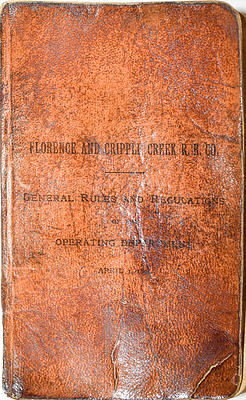 FLORENCE AND CRIPPLE CREEK R. R. CO.
GENERAL RULES AND REGULATIONS
OF
OPERATING DEPARTMENT
APRIL